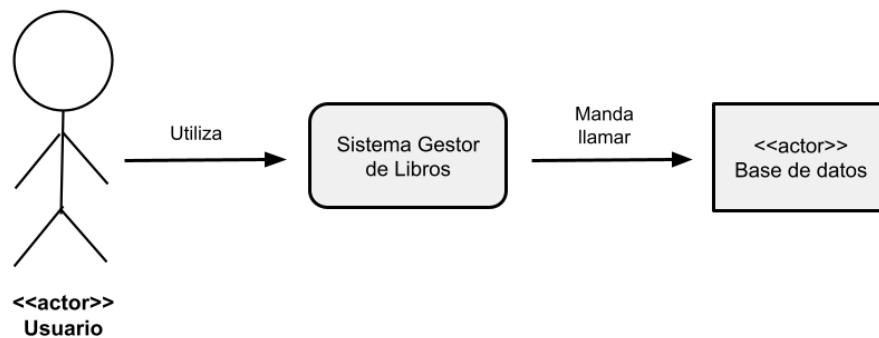 <<actor>>
Usuario
Utiliza
Sistema Gestor
de Libros
Manda
llamar
<<actor>>
Base de datos